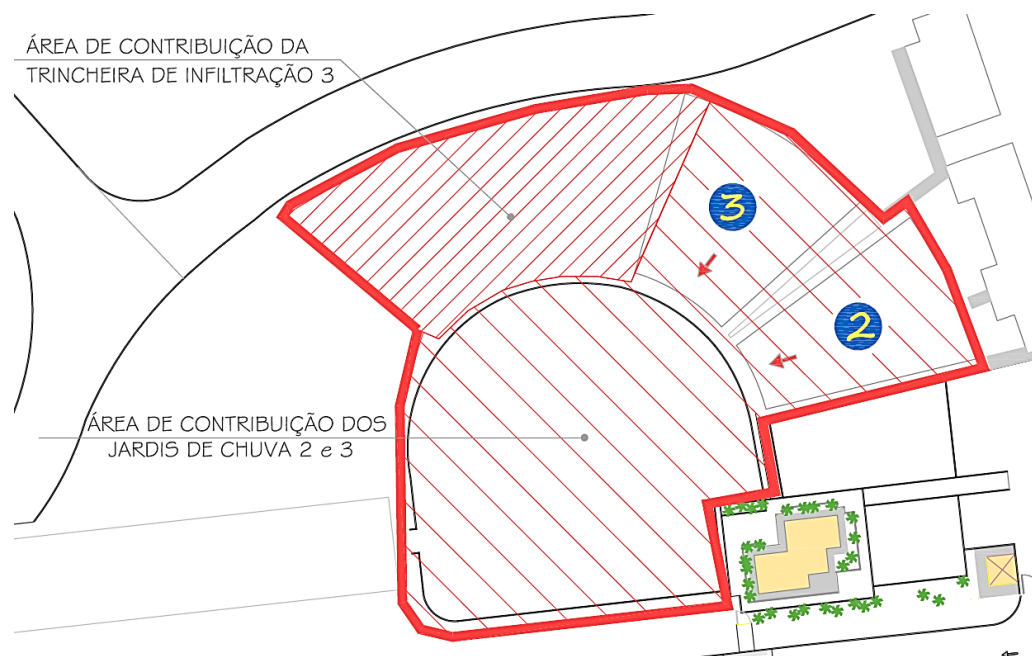 ÁREA DE CONTRIBUIÇÃO DA
TRINCHEIRA DE INFILTRAÇÃO 3
3
2
ÁREA DE CONTRIBUIÇÃO DOS
JARDIS DE CHUVA 2 e 3